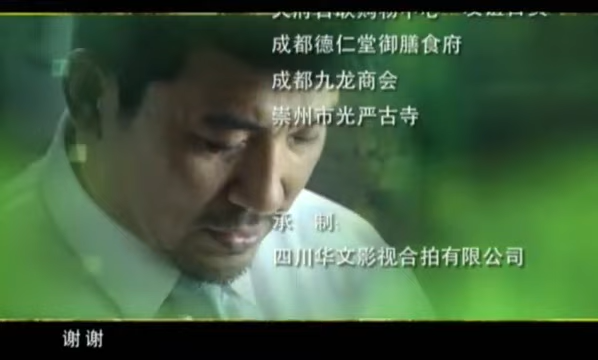 成都德仁堂御膳食府
成都九龙商会
崇州市光严古寺
承 制:
四川华文影视合拍有限公司
谢谢